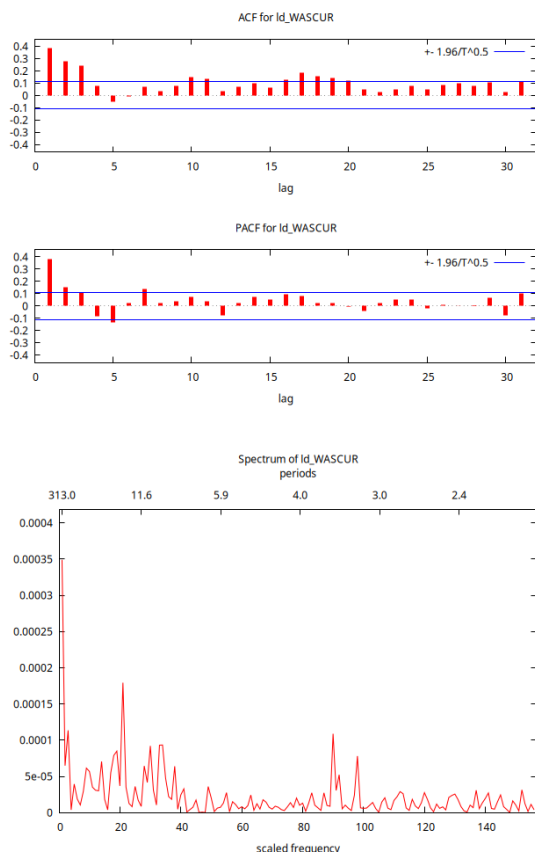 ACF for ld_WASCUR
+- 1.96/T^0.5
0.4
0.3
0.2
0.1
0
-0.1
-0.2
-0.3
-0.4
0 5 10 15 20 25 30
lag
PACF for ld_WASCUR
+- 1.96/T^0.5
0.4
0.3
0.2
0.1
0
-0.1
-0.2
-0.3
-0.4
0 5 10 15 20 25 30
lag
Spectrum of ld_WASCUR
periods
313.0 11.6 5.9 4.0 3.0 2.4
0.0004
0.00035
0.0003
0.00025
0.0002
0.00015
0.0001
5e-05
0
0 20 40 60 80 100 120 140
scaled frequency